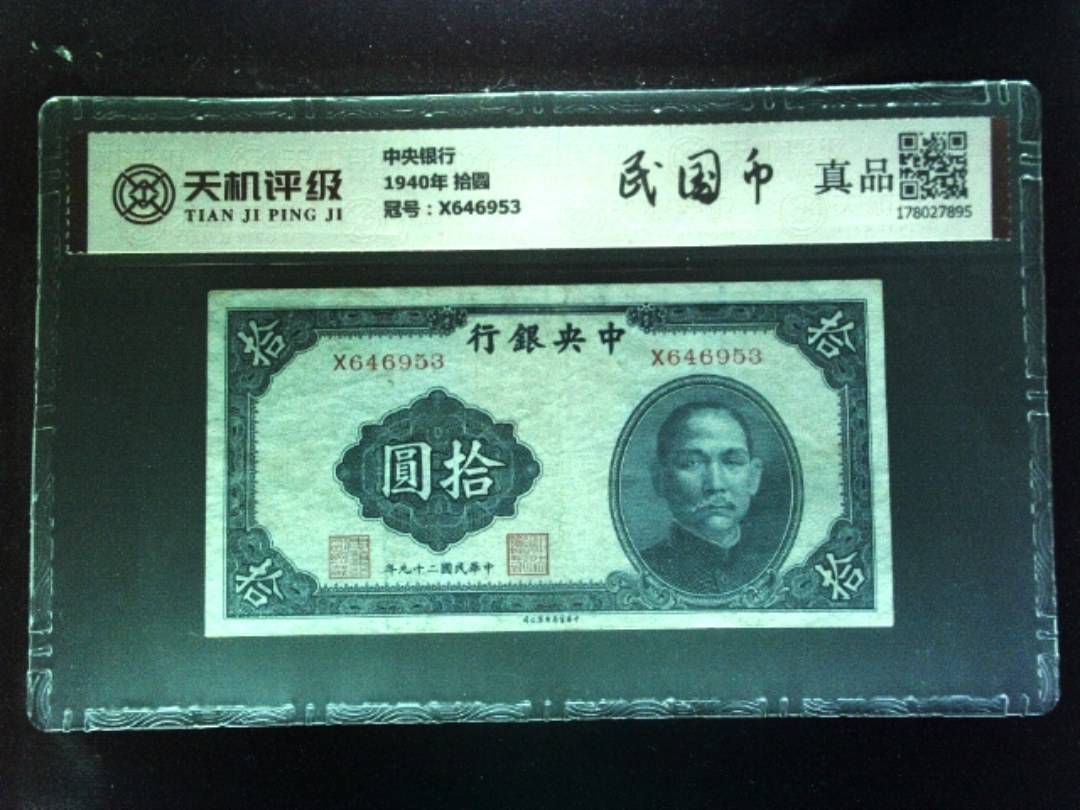 天机评级
TIAN JI PING JI
中央银行
1940年 拾圆
冠号：X646953
民国币
真品
178027895
行銀央中
X646953
X646953
拾
拾
圓拾
年九十二國民華中
拾
拾